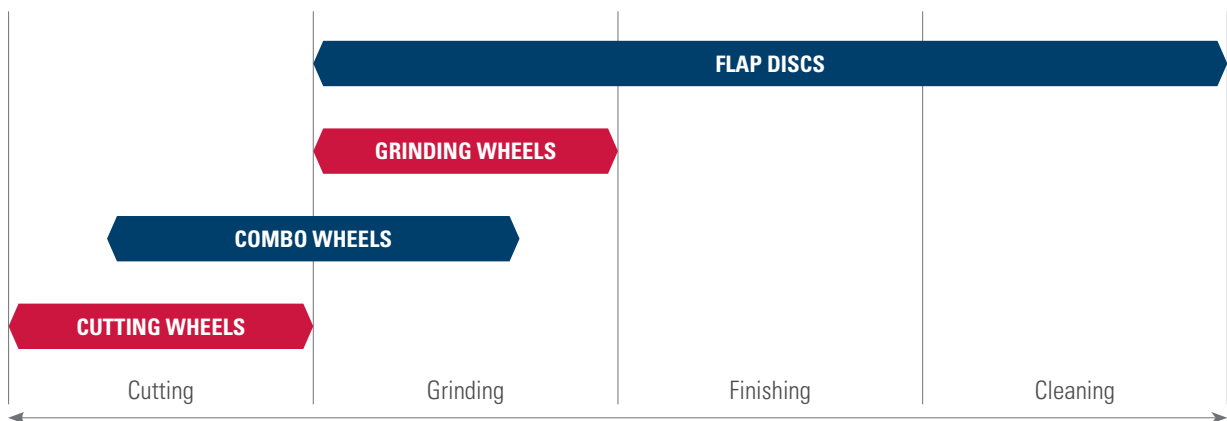 FLAP DISCS
GRINDING WHEELS
COMBO WHEELS
CUTTING WHEELS
Cutting Grinding Finishing Cleaning